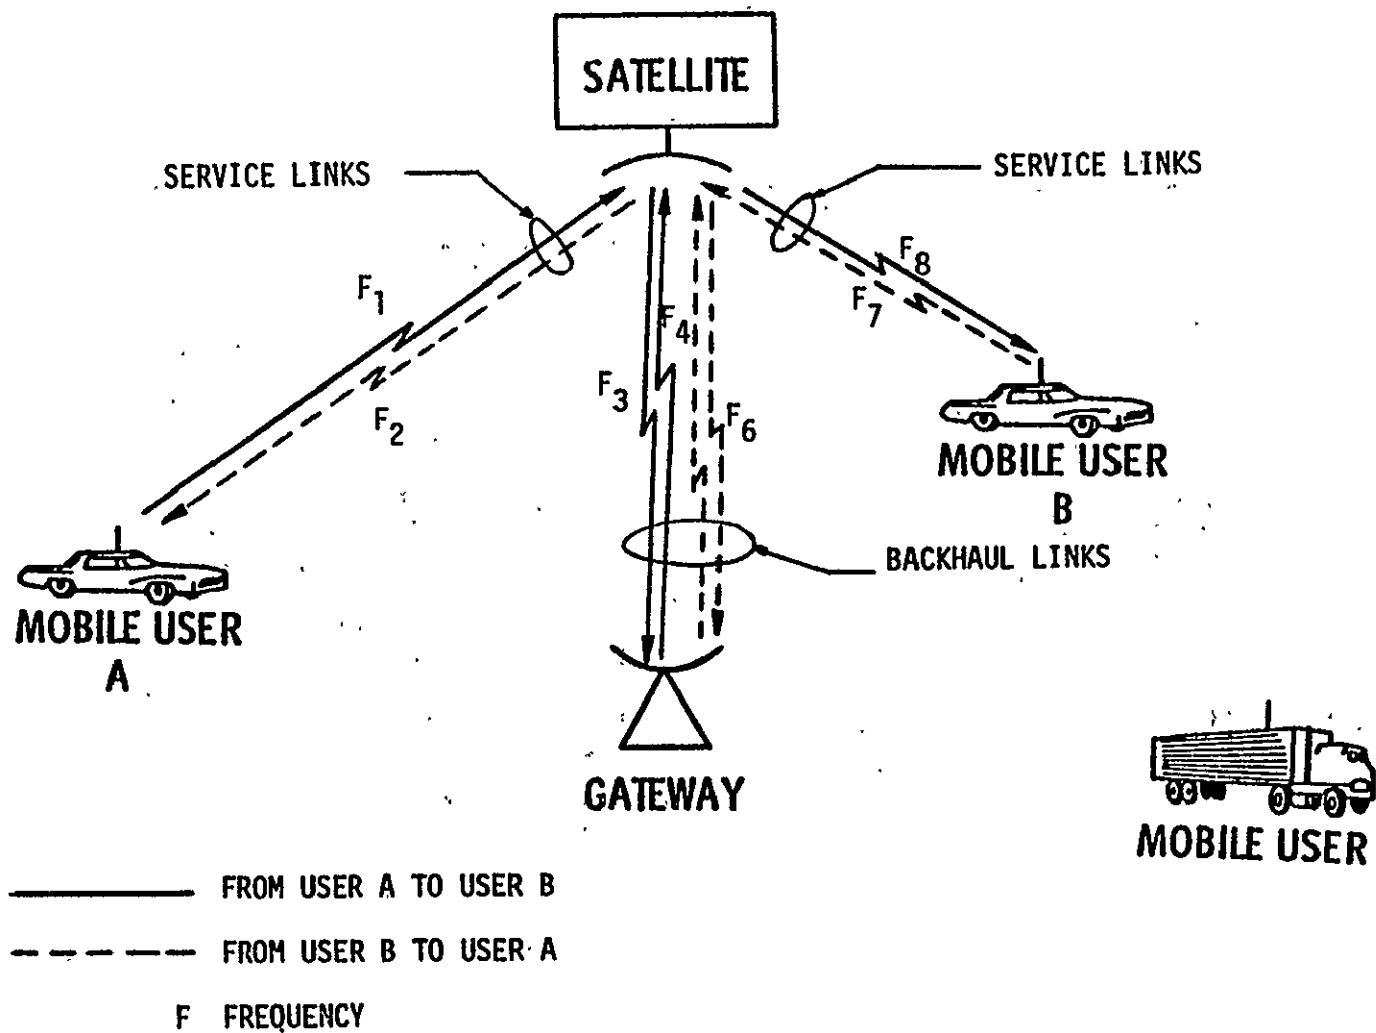 SATELLITE
SERVICE LINKS
SERVICE LINKS
F1
F2
F3
F4
F6
F8
F7
MOBILE USER
A
MOBILE USER
B
BACKHAUL LINKS
GATEWAY
MOBILE USER
FROM USER A TO USER B
FROM USER B TO USER A
F FREQUENCY